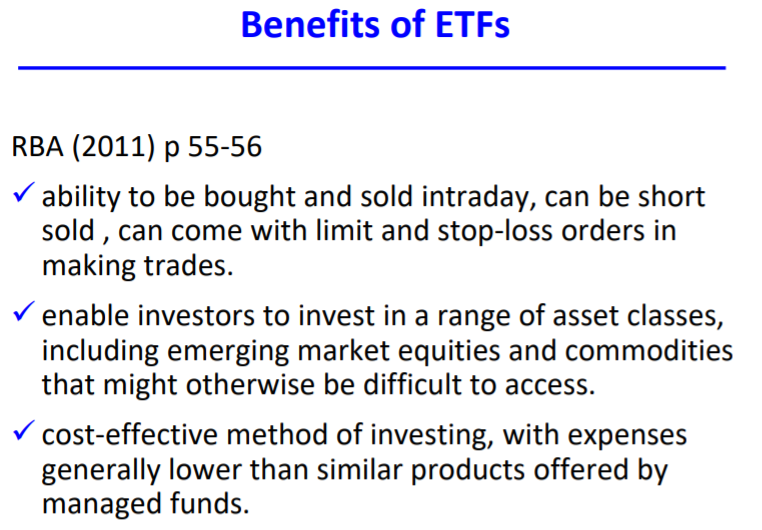 Benefits of ETFs
RBA (2011) p 55-56
✓ ability to be bought and sold intraday, can be short
sold , can come with limit and stop-loss orders in
making trades.
✓ enable investors to invest in a range of asset classes,
including emerging market equities and commodities
that might otherwise be difficult to access.
✓ cost-effective method of investing, with expenses
generally lower than similar products offered by
managed funds.